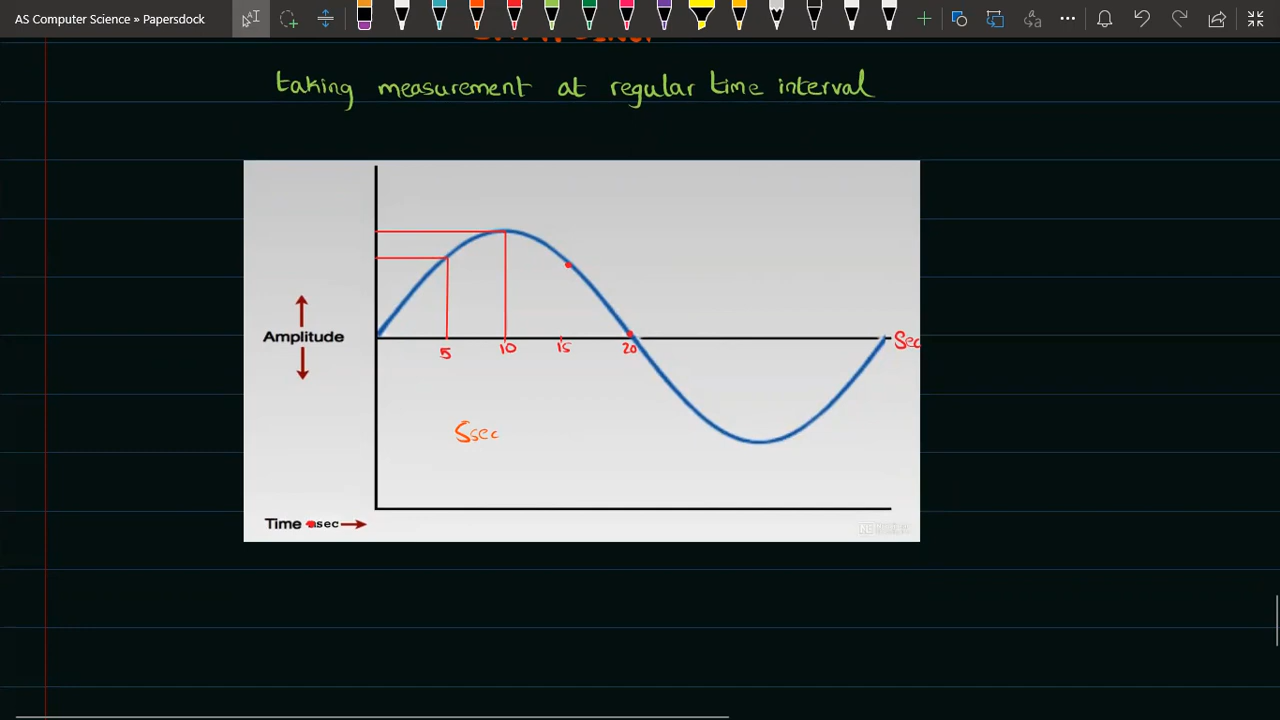 AS Computer Science » Papersdock
taking measurement at regular time interval
Amplitude
5
10
15
20
Sec
5sec
Time sec